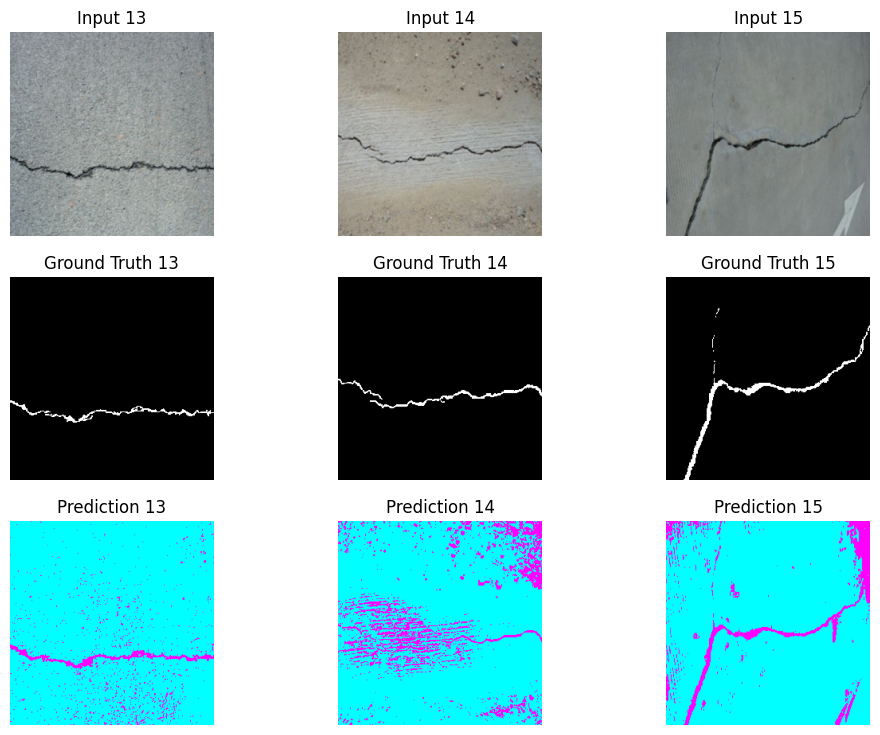 Input 13
Input 14
Input 15
Ground Truth 13
Ground Truth 14
Ground Truth 15
Prediction 13
Prediction 14
Prediction 15